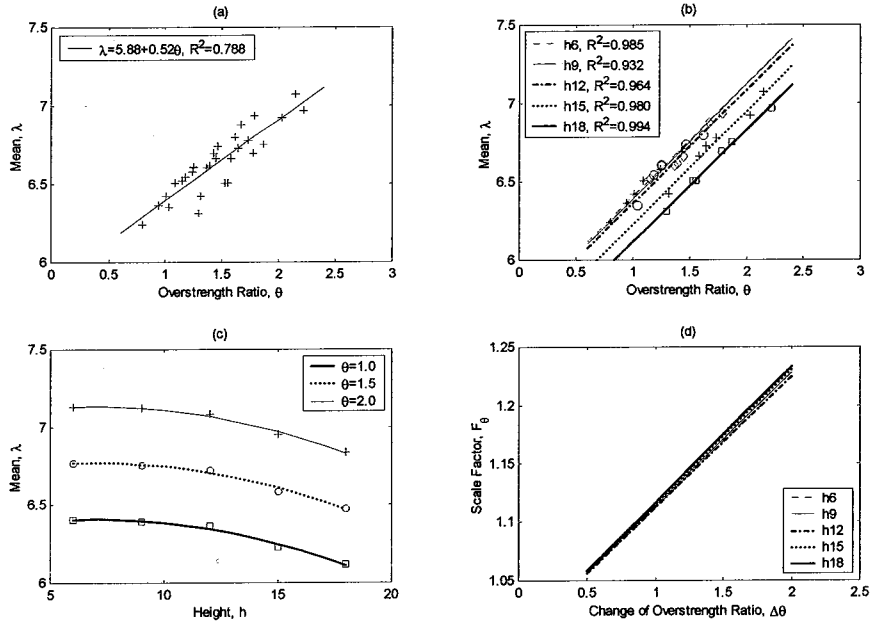 (a)
7.5
7
6.5
6
Mean, λ
λ=5.88+0.52θ, R²=0.788
0 0.5 1 1.5 2 2.5 3
Overstrength Ratio, θ
(b)
7.5
7
6.5
6
Mean, λ
h6, R²=0.985
h9, R²=0.932
h12, R²=0.964
h15, R²=0.980
h18, R²=0.994
0 0.5 1 1.5 2 2.5 3
Overstrength Ratio, θ
(c)
7.5
7
6.5
6
Mean, λ
θ=1.0
θ=1.5
θ=2.0
5 10 15 20
Height, h
(d)
1.25
1.2
1.15
1.1
1.05
Scale Factor, F_θ
h6
h9
h12
h15
h18
0 0.5 1 1.5 2 2.5
Change of Overstrength Ratio, Δθ